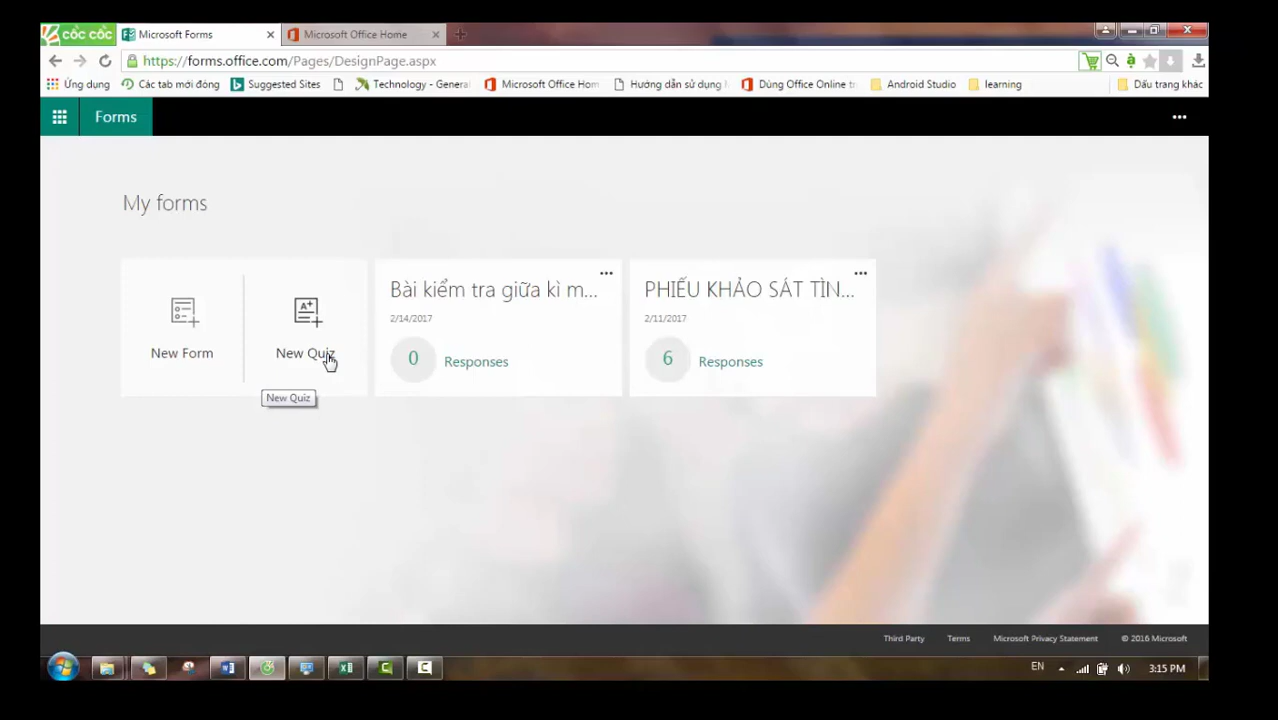 CỐC CỐC
Microsoft Forms
Microsoft Office Home
https://forms.office.com/Pages/DesignPage.aspx
Ứng dụng
Các tab mới đóng
Suggested Sites
Technology - General
Microsoft Office Hom
Hướng dẫn sử dụng
Dùng Office Online tr
Android Studio
learning
Dấu trang khác
Forms
My forms
New Form
New Quiz
New Quiz
Bài kiểm tra giữa kì m...
2/14/2017
0
Responses
PHIẾU KHẢO SÁT TÌN...
2/11/2017
6
Responses
Third Party
Terms
Microsoft Privacy Statement
© 2016 Microsoft
EN
3:15 PM